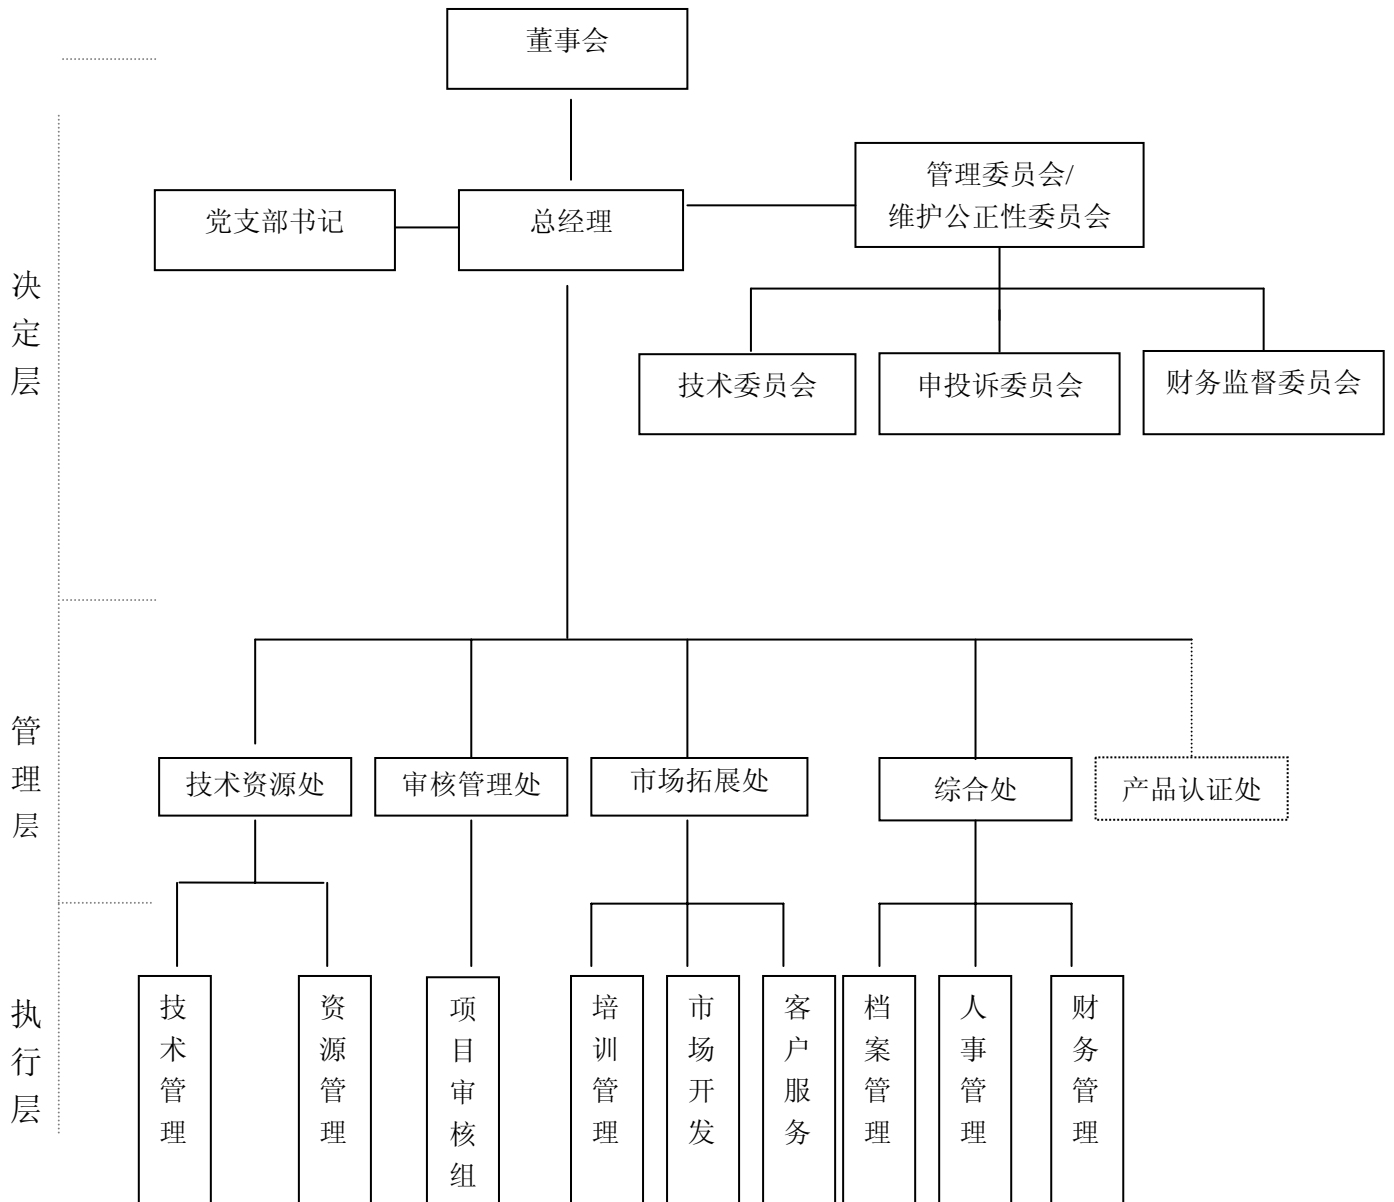 董事会
管理委员会/
维护公正性委员会
党支部书记
总经理
决定层
技术委员会
申投诉委员会
财务监督委员会
管理层
技术资源处
审核管理处
市场拓展处
综合处
产品认证处
执行层
技术管理
资源管理
项目审核组
培训管理
市场开发
客户服务
档案管理
人事管理
财务管理